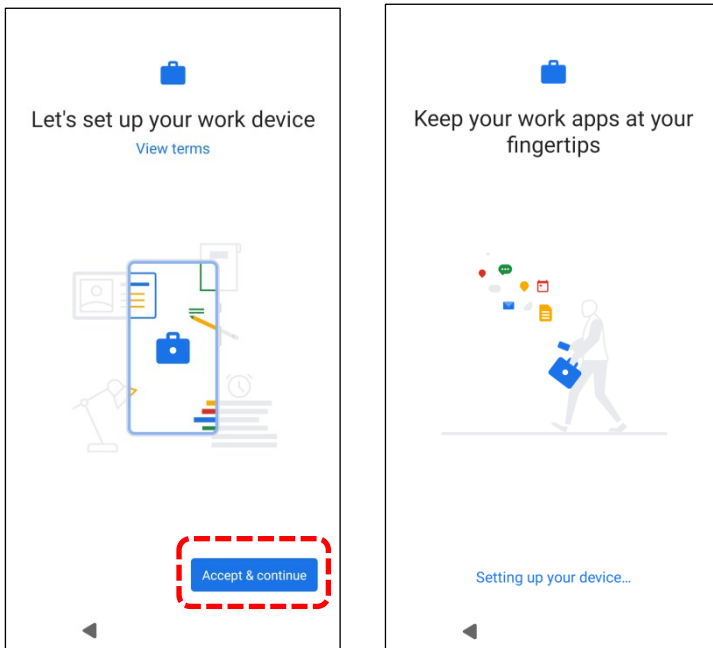 Let's set up your work device
View terms
Accept & continue
Keep your work apps at your
fingertips
Setting up your device...